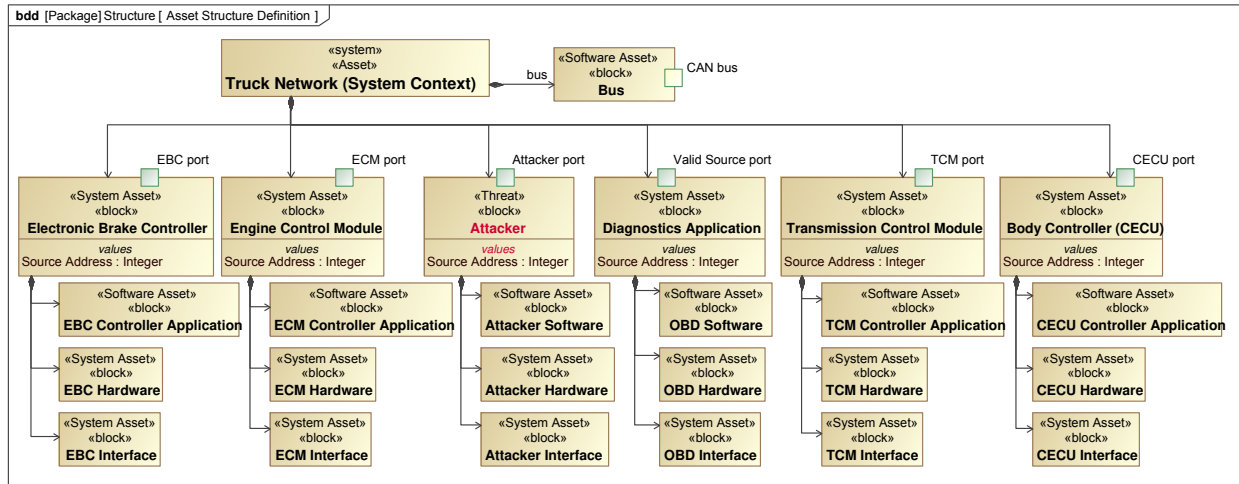 bdd [Package] Structure [ Asset Structure Definition ]
«system»
«Asset»
Truck Network (System Context)
bus
«Software Asset»
«block»
Bus
CAN bus
EBC port
ECM port
Attacker port
Valid Source port
TCM port
CECU port
«System Asset»
«block»
Electronic Brake Controller
values
Source Address : Integer
«System Asset»
«block»
Engine Control Module
values
Source Address : Integer
«Threat»
«block»
Attacker
values
Source Address : Integer
«System Asset»
«block»
Diagnostics Application
values
Source Address : Integer
«System Asset»
«block»
Transmission Control Module
values
Source Address : Integer
«System Asset»
«block»
Body Controller (CECU)
values
Source Address : Integer
«Software Asset»
«block»
EBC Controller Application
«Software Asset»
«block»
ECM Controller Application
«Software Asset»
«block»
Attacker Software
«Software Asset»
«block»
OBD Software
«Software Asset»
«block»
TCM Controller Application
«Software Asset»
«block»
CECU Controller Application
«System Asset»
«block»
EBC Hardware
«System Asset»
«block»
ECM Hardware
«System Asset»
«block»
Attacker Hardware
«System Asset»
«block»
OBD Hardware
«System Asset»
«block»
TCM Hardware
«System Asset»
«block»
CECU Hardware
«System Asset»
«block»
EBC Interface
«System Asset»
«block»
ECM Interface
«System Asset»
«block»
Attacker Interface
«System Asset»
«block»
OBD Interface
«System Asset»
«block»
TCM Interface
«System Asset»
«block»
CECU Interface